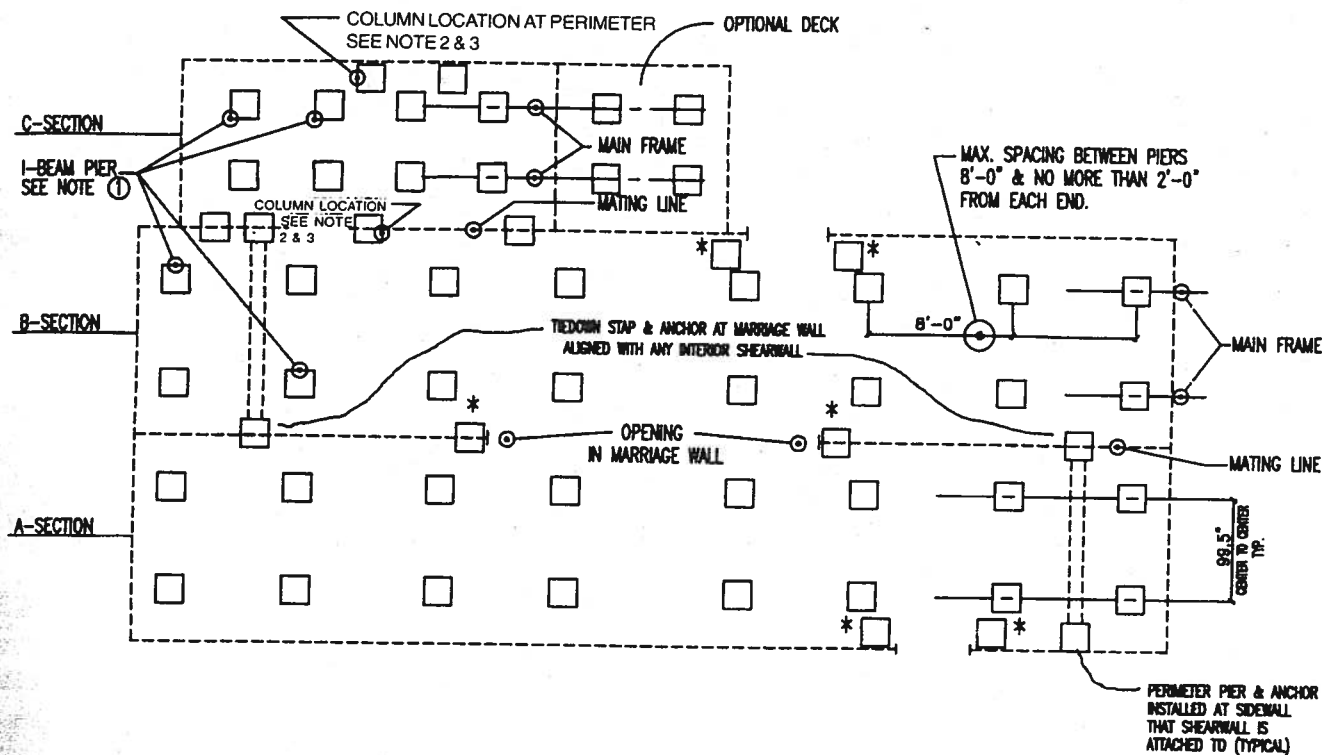 COLUMN LOCATION AT PERIMETER
SEE NOTE 2 & 3
OPTIONAL DECK
C-SECTION
I-BEAM PIER
SEE NOTE ①
MAIN FRAME
MAX. SPACING BETWEEN PIERS
8'-0" & NO MORE THAN 2'-0"
FROM EACH END.
COLUMN LOCATION
SEE NOTE
2 & 3
MATING LINE
*
*
B-SECTION
8'-0"
TIEDOWN STAP & ANCHOR AT MARRIAGE WALL
ALIGNED WITH ANY INTERIOR SHEARWALL
MAIN FRAME
*
*
OPENING
IN MARRIAGE WALL
MATING LINE
A-SECTION
99.5"
CENTER TO CENTER
TYP.
*
*
PERIMETER PIER & ANCHOR
INSTALLED AT SIDEWALL
THAT SHEARWALL IS
ATTACHED TO (TYPICAL)